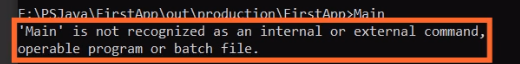 F:\PSJava\FirstApp\out\production\FirstApp>Main
'Main' is not recognized as an internal or external command,
operable program or batch file.